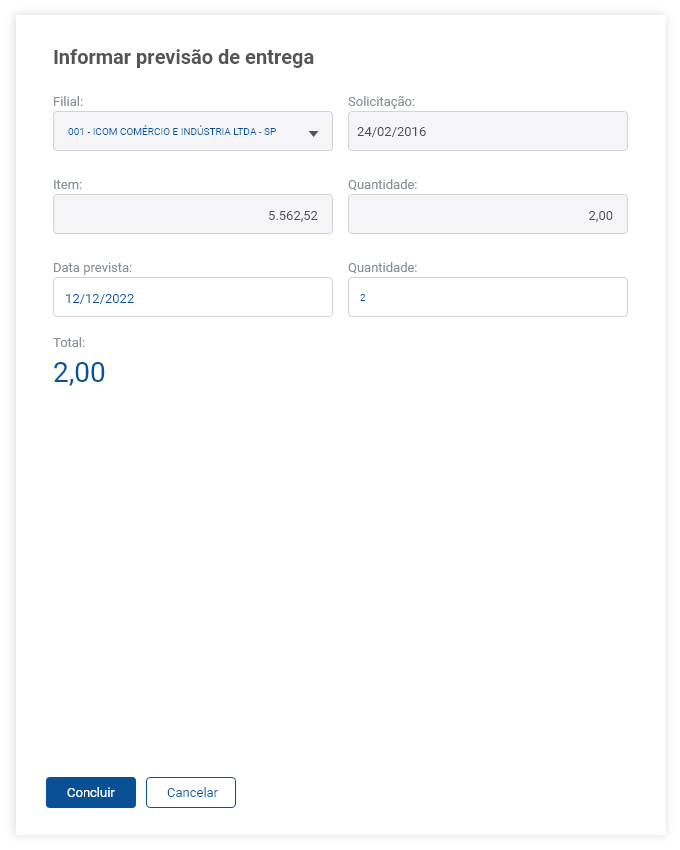 Informar previsão de entrega
Filial:
Solicitação:
001 - ICOM COMÉRCIO E INDÚSTRIA LTDA - SP
24/02/2016
Item:
Quantidade:
5.562,52
2,00
Data prevista:
Quantidade:
12/12/2022
2
Total:
2,00
Concluir
Cancelar